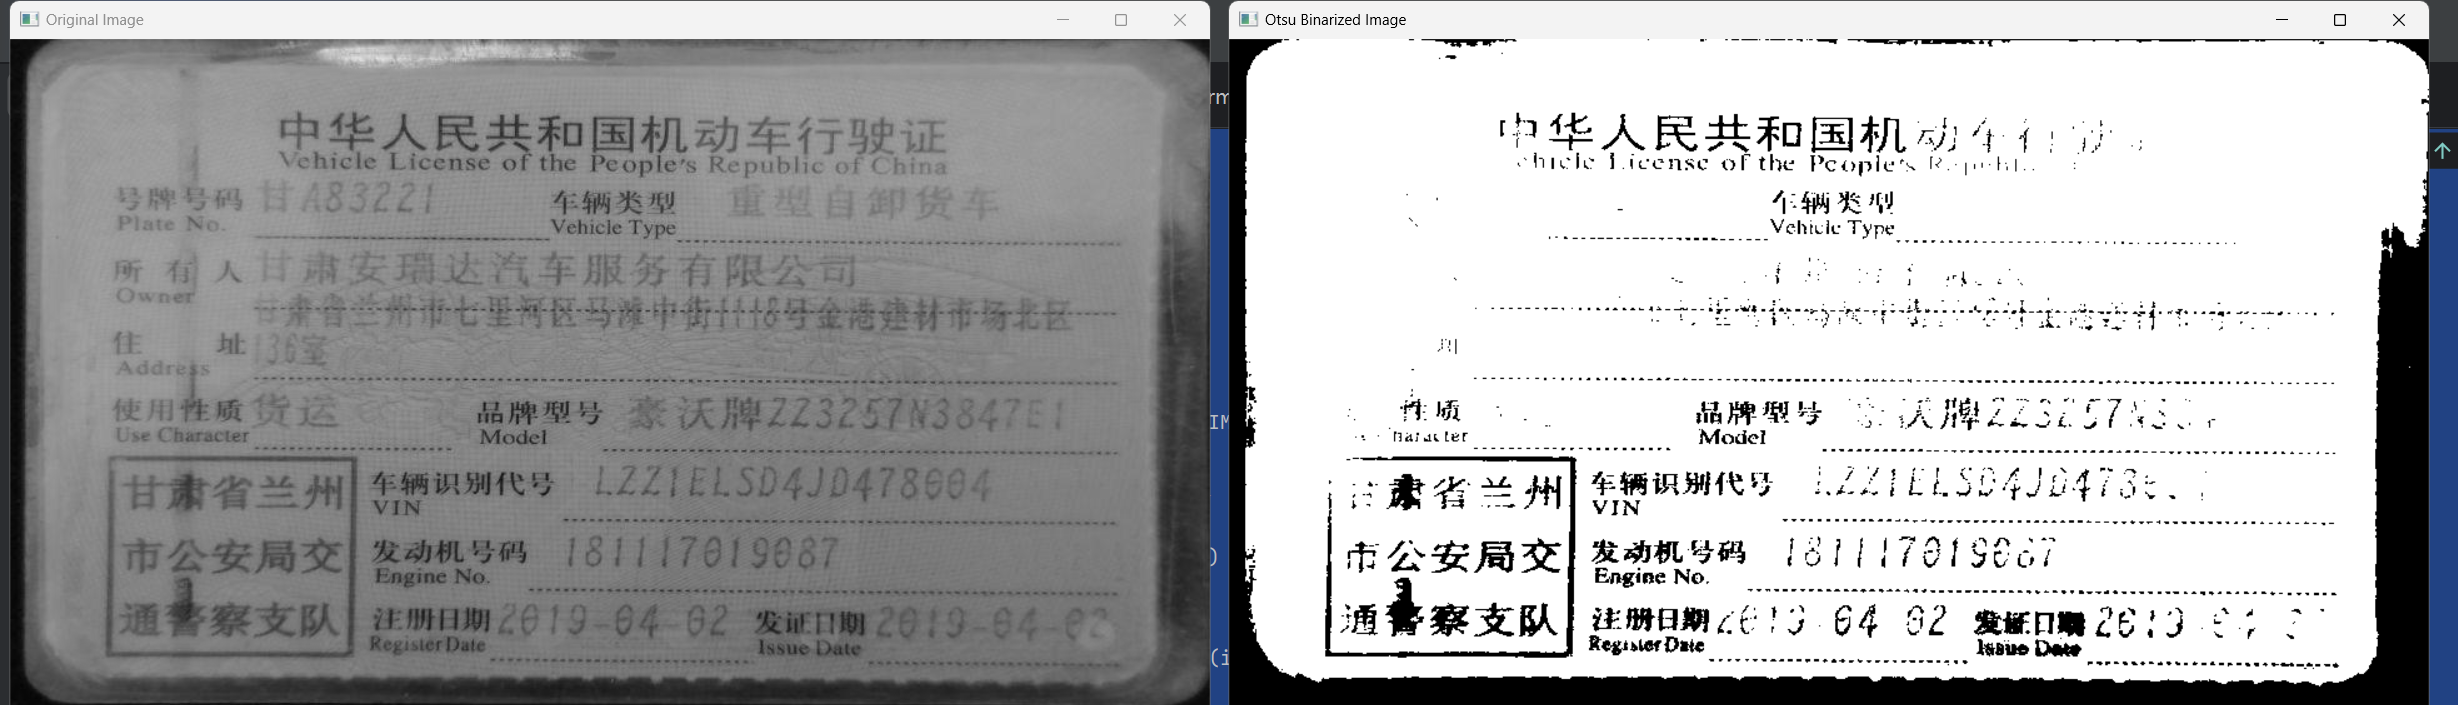 Original Image
中华人民共和国机动车行驶证
Vehicle License of the People's Republic of China
号牌号码 甘A83221 车辆类型 重型自卸货车
Plate No. Vehicle Type
所有人 甘肃安瑞达汽车服务有限公司
Owner
甘肃省兰州市七里河区马滩中街1118号金港建材市场北区
住址 136室
Address
使用性质 货运 品牌型号 豪沃牌ZZ3257N3847E1
Use Character Model
甘肃省兰州 车辆识别代号 LZZ1ELSD4JD478004
VIN
市公安局交 发动机号码 181117019087
Engine No.
通警察支队 注册日期 2019-04-02 发证日期 2019-04-02
Register Date Issue Date
Otsu Binarized Image
中华人民共和国机动车行
License of the People's
车辆类型
Vehicle Type
性质 品牌型号 沃牌ZZ3257N3
Model
甘肃省兰州 车辆识别代号 LZZ1ELSD4JD478
VIN
市公安局交 发动机号码 181117019087
Engine No.
通警察支队 注册日期 2019-04 02 发证日期 2019
Register Date Issue Date